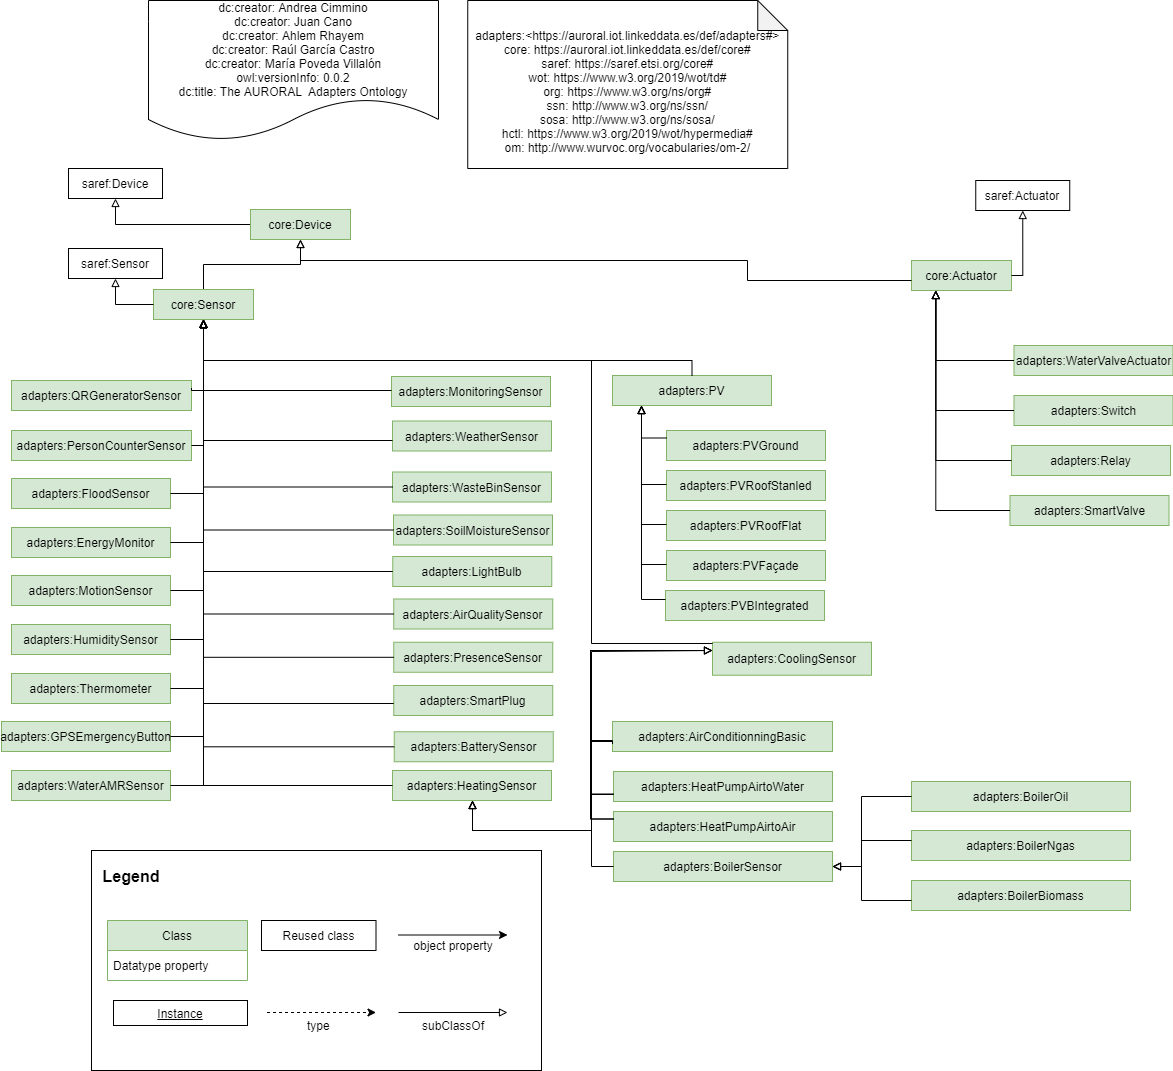 dc:creator: Andrea Cimmino
dc:creator: Juan Cano
dc:creator: Ahlem Rhayem
dc:creator: Raúl García Castro
dc:creator: María Poveda Villalón
owl:versionInfo: 0.0.2
dc:title: The AURORAL Adapters Ontology
adapters:<https://auroral.iot.linkeddata.es/def/adapters#>
core: https://auroral.iot.linkeddata.es/def/core#
saref: https://saref.etsi.org/core#
wot: https://www.w3.org/2019/wot/td#
org: https://www.w3.org/ns/org#
ssn: http://www.w3.org/ns/ssn/
sosa: http://www.w3.org/ns/sosa/
hctl: https://www.w3.org/2019/wot/hypermedia#
om: http://www.wurvoc.org/vocabularies/om-2/
saref:Device
core:Device
saref:Sensor
core:Sensor
saref:Actuator
core:Actuator
adapters:QRGeneratorSensor
adapters:PersonCounterSensor
adapters:FloodSensor
adapters:EnergyMonitor
adapters:MotionSensor
adapters:HumiditySensor
adapters:Thermometer
adapters:GPSEmergencyButton
adapters:WaterAMRSensor
adapters:MonitoringSensor
adapters:WeatherSensor
adapters:WasteBinSensor
adapters:SoilMoistureSensor
adapters:LightBulb
adapters:AirQualitySensor
adapters:PresenceSensor
adapters:SmartPlug
adapters:BatterySensor
adapters:HeatingSensor
adapters:PV
adapters:PVGround
adapters:PVRoofStanled
adapters:PVRoofFlat
adapters:PVFaçade
adapters:PVBIntegrated
adapters:CoolingSensor
adapters:AirConditionningBasic
adapters:HeatPumpAirtoWater
adapters:HeatPumpAirtoAir
adapters:BoilerSensor
adapters:WaterValveActuator
adapters:Switch
adapters:Relay
adapters:SmartValve
adapters:BoilerOil
adapters:BoilerNgas
adapters:BoilerBiomass
Legend
Class
Datatype property
Reused class
object property
Instance
type
subClassOf